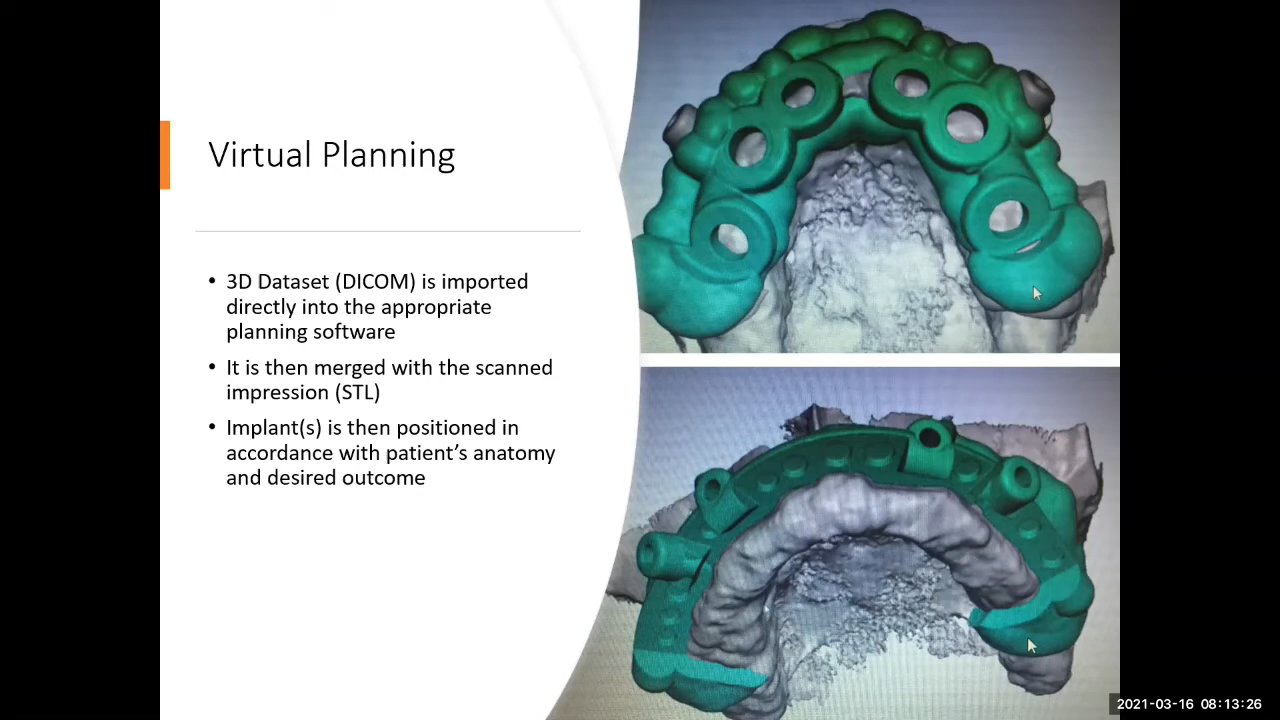 Virtual Planning
• 3D Dataset (DICOM) is imported
directly into the appropriate
planning software
• It is then merged with the scanned
impression (STL)
• Implant(s) is then positioned in
accordance with patient’s anatomy
and desired outcome
2021-03-16 08:13:26